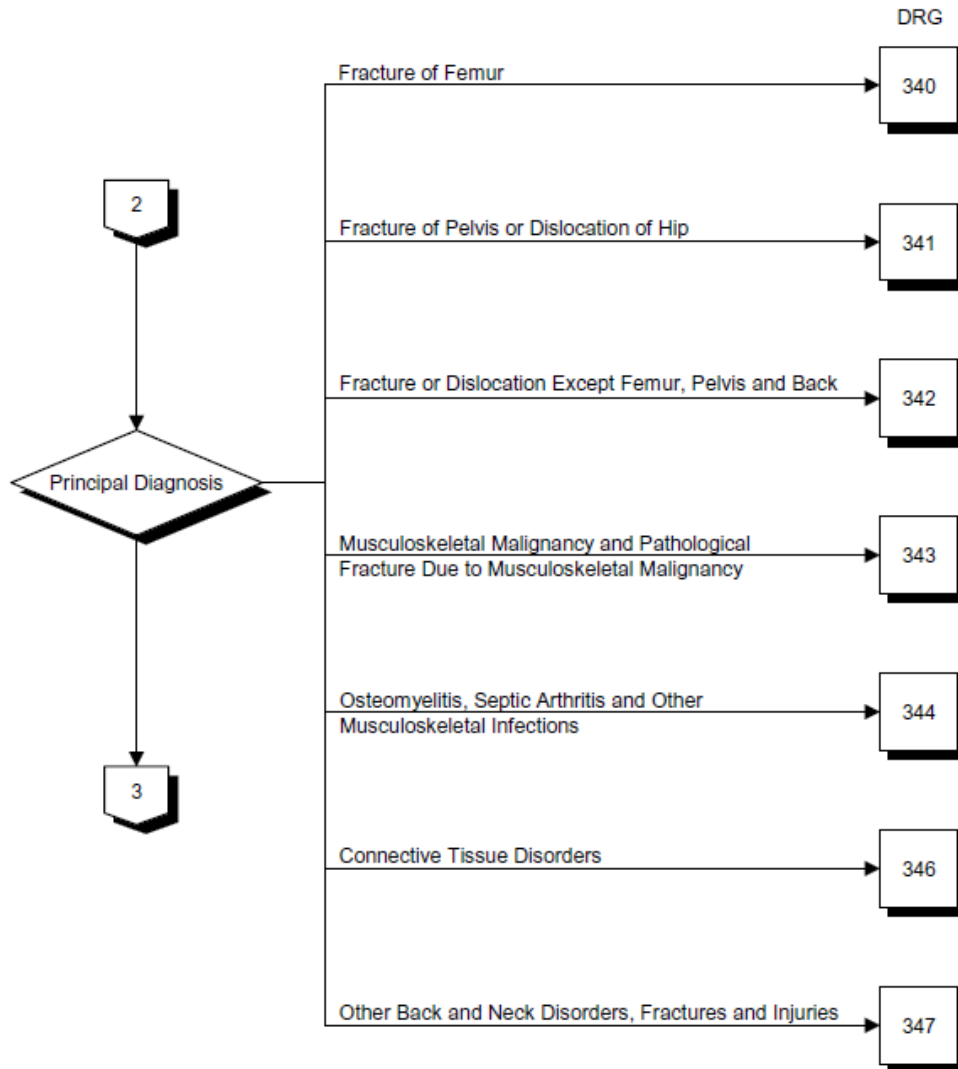 DRG
Fracture of Femur
340
2
Fracture of Pelvis or Dislocation of Hip
341
Fracture or Dislocation Except Femur, Pelvis and Back
342
Principal Diagnosis
Musculoskeletal Malignancy and Pathological
Fracture Due to Musculoskeletal Malignancy
343
Osteomyelitis, Septic Arthritis and Other
Musculoskeletal Infections
344
3
Connective Tissue Disorders
346
Other Back and Neck Disorders, Fractures and Injuries
347